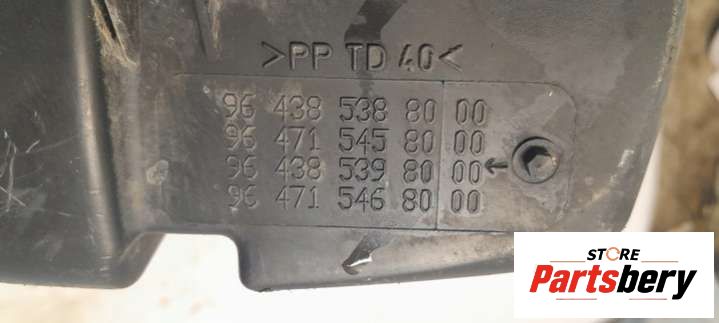 >PP TD 40<
96 438 538 80 00
96 471 545 80 00
96 438 539 80 00←
96 471 546 80 00
STORE
Partsbery